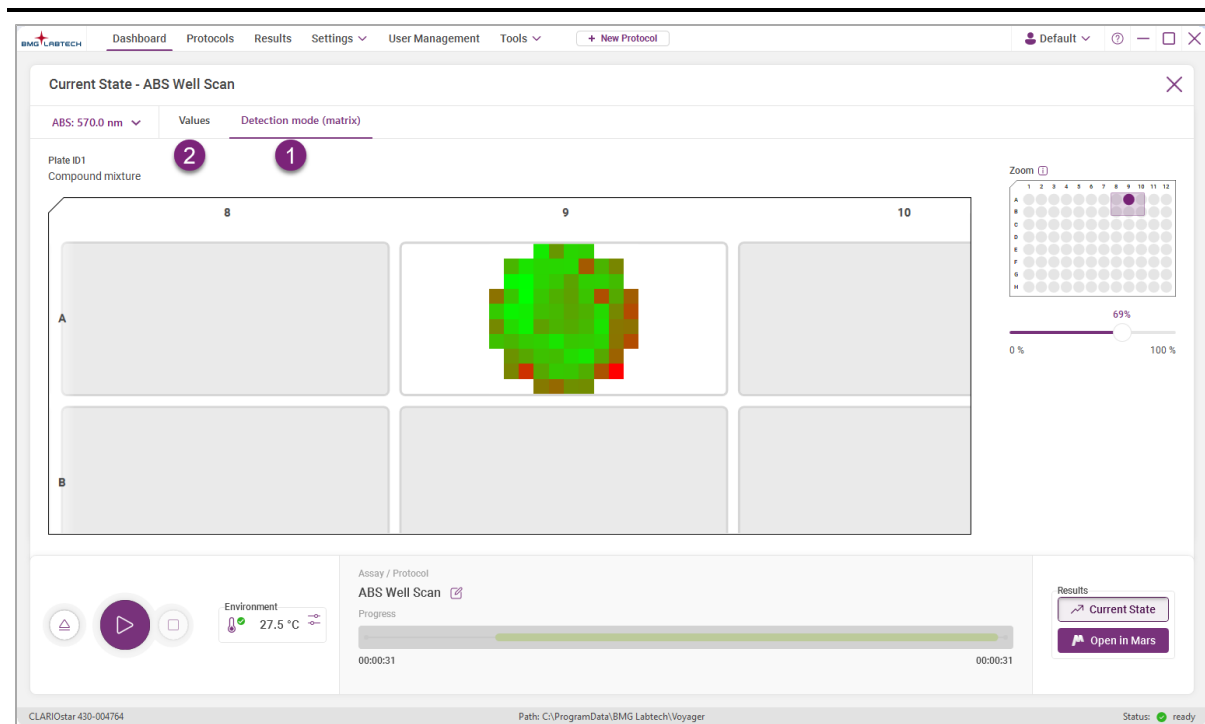 BMG LABTECH Dashboard Protocols Results Settings User Management Tools + New Protocol Default
Current State - ABS Well Scan
ABS: 570.0 nm Values Detection mode (matrix)
2 1
Plate ID1
Compound mixture
8 9 10
A
B
Zoom
1 2 3 4 5 6 7 8 9 10 11 12
A
B
C
D
E
F
G
H
69%
0 % 100 %
Environment
27.5 °C
Assay / Protocol
ABS Well Scan
Progress
00:00:31 00:00:31
Results
Current State
Open in Mars
CLARIOstar 430-004764 Path: C:\ProgramData\BMG Labtech\Voyager Status: ready